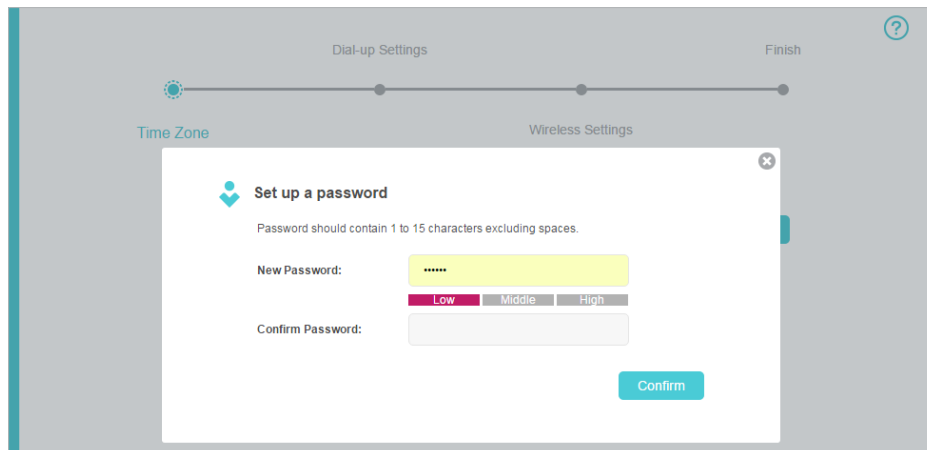 ?
Dial-up Settings
Finish
Time Zone
Wireless Settings
Set up a password
Password should contain 1 to 15 characters excluding spaces.
New Password: ••••••
Low Middle High
Confirm Password:
Confirm